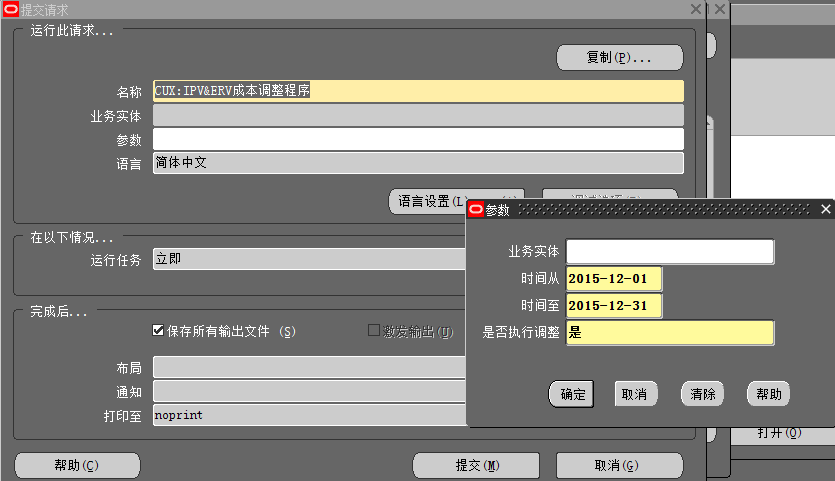 提交请求
运行此请求...
复制(P)...
名称 CUX:IPV&ERV成本调整程序
业务实体
参数
语言 简体中文
语言设置(L)
参数
业务实体
时间从 2015-12-01
时间至 2015-12-31
是否执行调整 是
确定 取消 清除 帮助
在以下情况...
运行任务 立即
完成后...
保存所有输出文件 (S) 激发输出(U)
布局
通知
打印至 noprint
打开(O)
帮助(C) 提交(M) 取消(G)